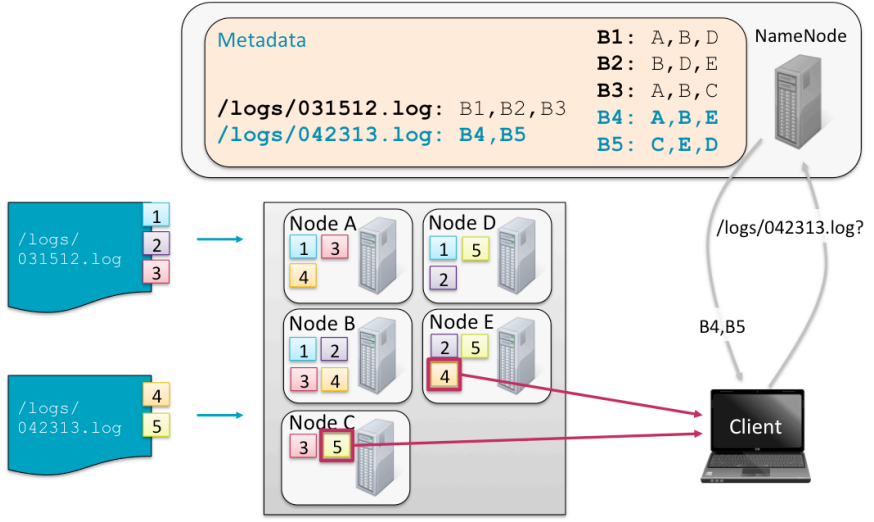 Metadata
/logs/031512.log: B1,B2,B3
/logs/042313.log: B4,B5
B1: A,B,D
B2: B,D,E
B3: A,B,C
B4: A,B,E
B5: C,E,D
NameNode
/logs/
031512.log
1
2
3
/logs/
042313.log
4
5
Node A
1 3
4
Node D
1 5
2
Node B
1 2
3 4
Node E
2 5
4
Node C
3 5
/logs/042313.log?
B4,B5
Client